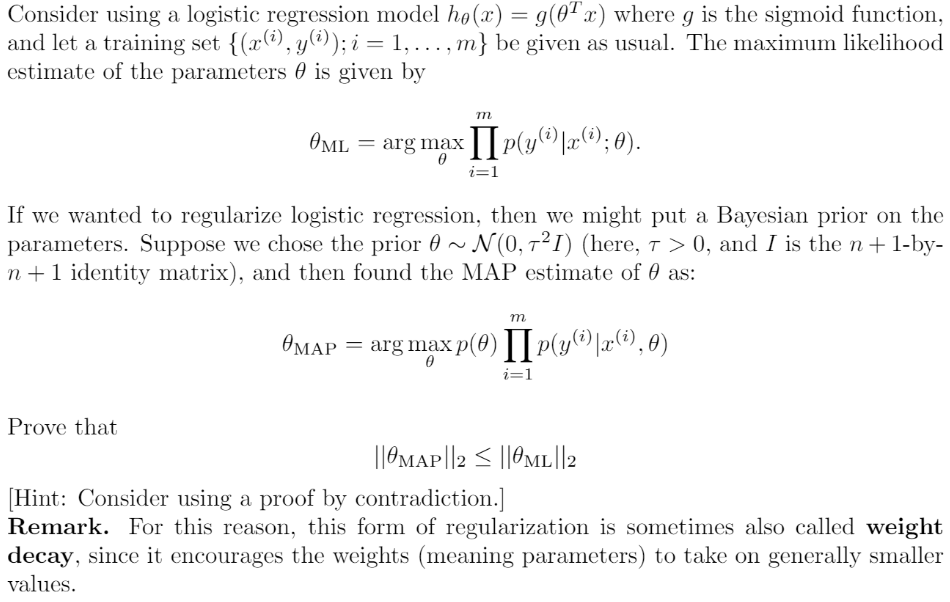 Consider using a logistic regression model $h_\theta(x) = g(\theta^T x)$ where $g$ is the sigmoid function,
and let a training set $\{(x^{(i)}, y^{(i)}); i = 1, \ldots, m\}$ be given as usual. The maximum likelihood
estimate of the parameters $\theta$ is given by
$$\theta_{\mathrm{ML}} = \arg\max_\theta \prod_{i=1}^{m} p(y^{(i)}|x^{(i)}; \theta).$$
If we wanted to regularize logistic regression, then we might put a Bayesian prior on the
parameters. Suppose we chose the prior $\theta \sim \mathcal{N}(0, \tau^2 I)$ (here, $\tau > 0$, and $I$ is the $n+1$-by-
$n+1$ identity matrix), and then found the MAP estimate of $\theta$ as:
$$\theta_{\mathrm{MAP}} = \arg\max_\theta p(\theta) \prod_{i=1}^{m} p(y^{(i)}|x^{(i)}, \theta)$$
Prove that
$$||\theta_{\mathrm{MAP}}||_2 \leq ||\theta_{\mathrm{ML}}||_2$$
[Hint: Consider using a proof by contradiction.]
Remark. For this reason, this form of regularization is sometimes also called weight
decay, since it encourages the weights (meaning parameters) to take on generally smaller
values.